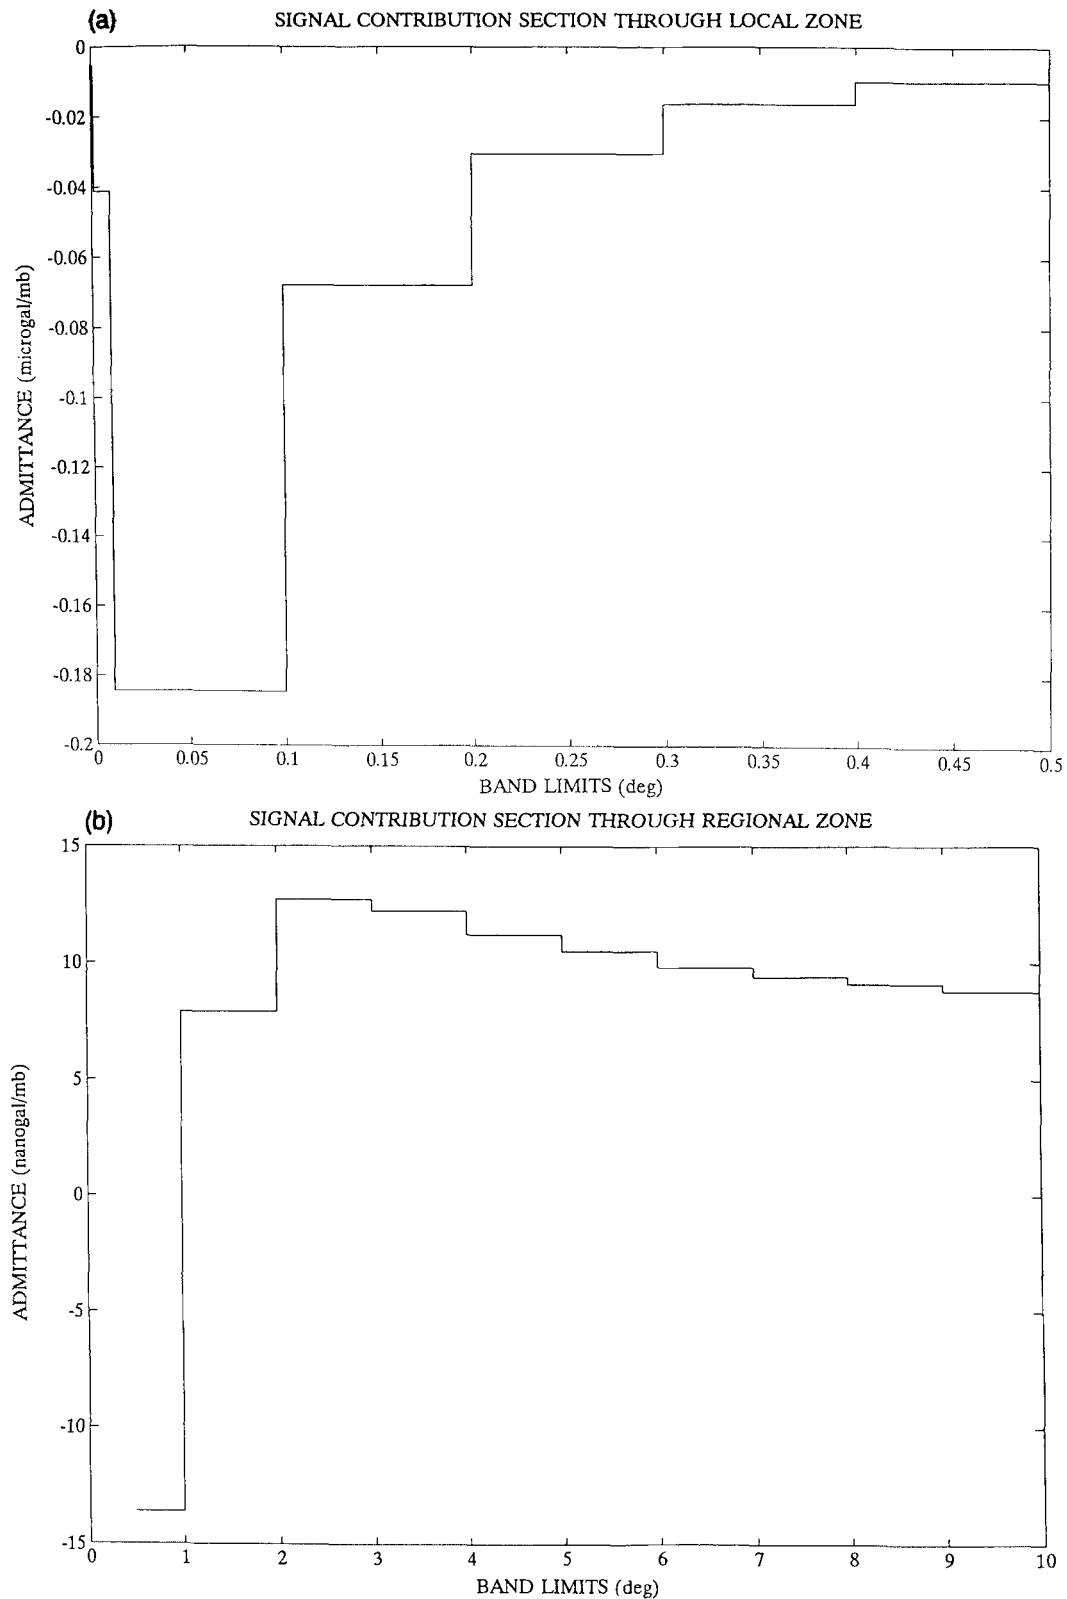 (a)
SIGNAL CONTRIBUTION SECTION THROUGH LOCAL ZONE
0
-0.02
-0.04
-0.06
-0.08
-0.1
-0.12
-0.14
-0.16
-0.18
-0.2
ADMITTANCE (microgal/mb)
0 0.05 0.1 0.15 0.2 0.25 0.3 0.35 0.4 0.45 0.5
BAND LIMITS (deg)
(b)
SIGNAL CONTRIBUTION SECTION THROUGH REGIONAL ZONE
15
10
5
0
-5
-10
-15
ADMITTANCE (nanogal/mb)
0 1 2 3 4 5 6 7 8 9 10
BAND LIMITS (deg)